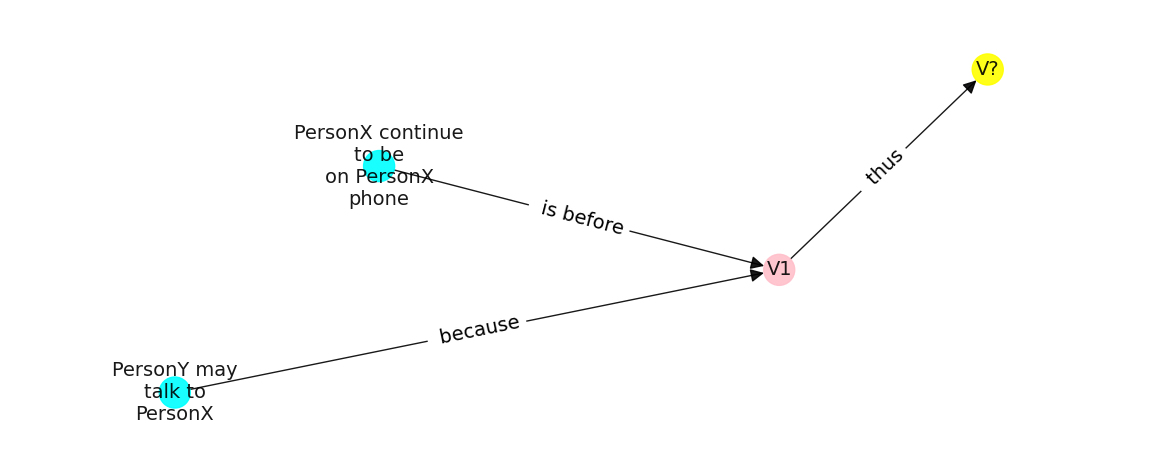 V?
PersonX continue
to be
on PersonX
phone
thus
is before
V1
because
PersonY may
talk to
PersonX